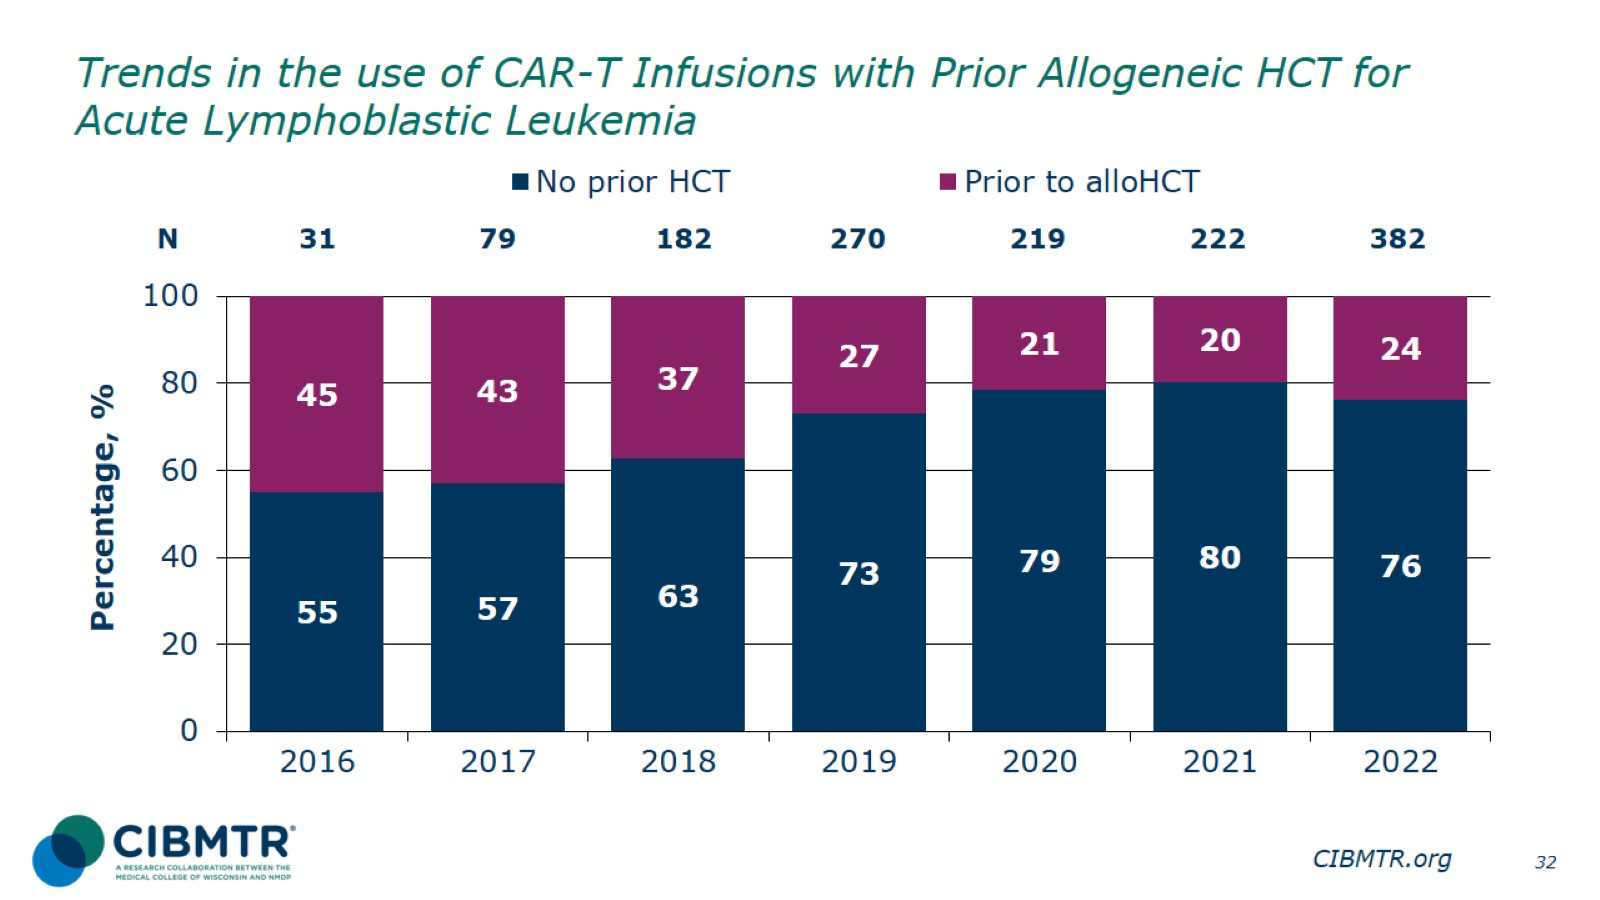 Trends in the use of CAR-T Infusions with Prior Allogeneic HCT for
Acute Lymphoblastic Leukemia
No prior HCT Prior to alloHCT
N 31 79 182 270 219 222 382
100
80
60
40
20
0
Percentage, %
45 43 37 27 21 20 24
55 57 63 73 79 80 76
2016 2017 2018 2019 2020 2021 2022
CIBMTR®
A RESEARCH COLLABORATION BETWEEN THE
MEDICAL COLLEGE OF WISCONSIN AND NMDP
CIBMTR.org 32